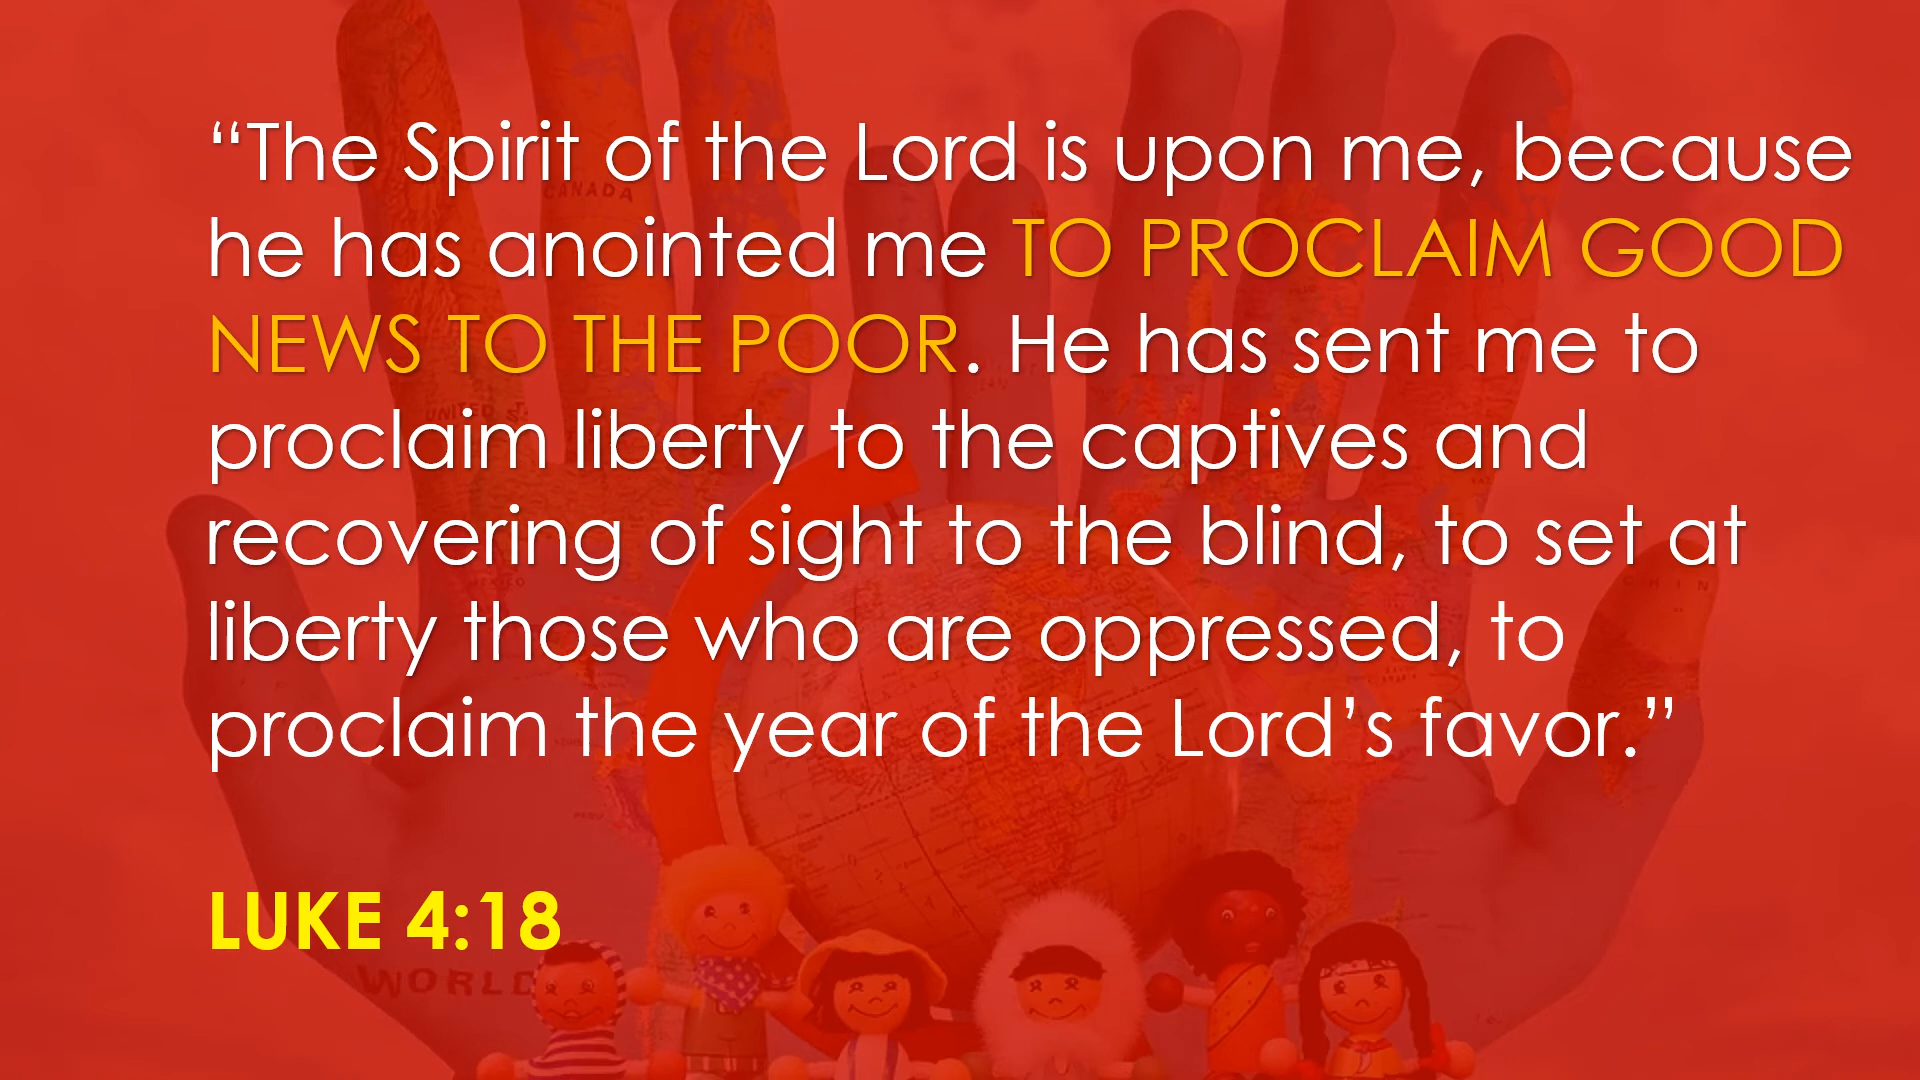 “The Spirit of the Lord is upon me, because
he has anointed me TO PROCLAIM GOOD
NEWS TO THE POOR. He has sent me to
proclaim liberty to the captives and
recovering of sight to the blind, to set at
liberty those who are oppressed, to
proclaim the year of the Lord’s favor.”
LUKE 4:18
CANADA
WORLD